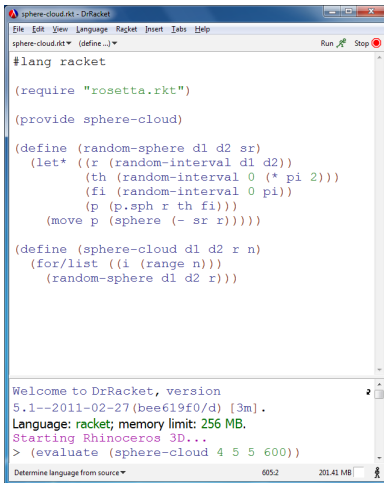 sphere-cloud.rkt - DrRacket
File Edit View Language Racket Insert Tabs Help
sphere-cloud.rkt (define ...) Run Stop
#lang racket
(require "rosetta.rkt")
(provide sphere-cloud)
(define (random-sphere d1 d2 sr)
(let* ((r (random-interval d1 d2))
(th (random-interval 0 (* pi 2)))
(fi (random-interval 0 pi))
(p (p.sph r th fi)))
(move p (sphere (- sr r)))))
(define (sphere-cloud d1 d2 r n)
(for/list ((i (range n)))
(random-sphere d1 d2 r)))
Welcome to DrRacket, version
5.1--2011-02-27(bee619f0/d) [3m].
Language: racket; memory limit: 256 MB.
Starting Rhinoceros 3D...
> (evaluate (sphere-cloud 4 5 5 600))
Determine language from source 605:2 201.41 MB